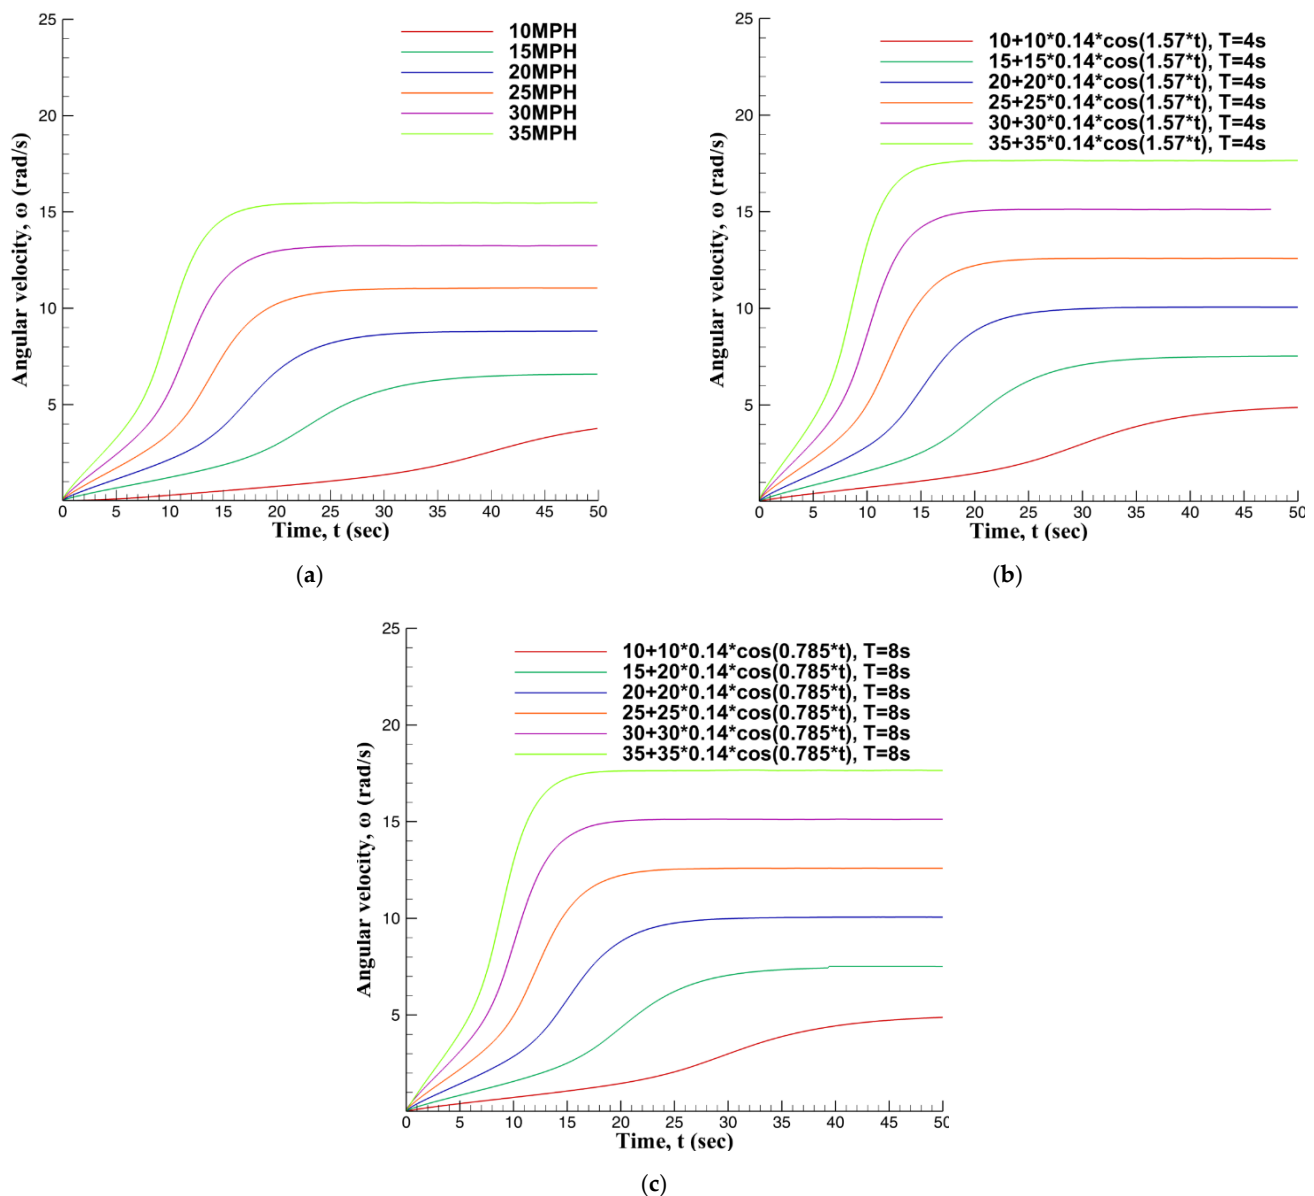 25
20
15
10
5
0 5 10 15 20 25 30 35 40 45 50
Angular velocity, ω (rad/s)
Time, t (sec)
10MPH
15MPH
20MPH
25MPH
30MPH
35MPH
(a)
25
20
15
10
5
0 5 10 15 20 25 30 35 40 45 50
Angular velocity, ω (rad/s)
Time, t (sec)
10+10*0.14*cos(1.57*t), T=4s
15+15*0.14*cos(1.57*t), T=4s
20+20*0.14*cos(1.57*t), T=4s
25+25*0.14*cos(1.57*t), T=4s
30+30*0.14*cos(1.57*t), T=4s
35+35*0.14*cos(1.57*t), T=4s
(b)
25
20
15
10
5
0 5 10 15 20 25 30 35 40 45 50
Angular velocity, ω (rad/s)
Time, t (sec)
10+10*0.14*cos(0.785*t), T=8s
15+20*0.14*cos(0.785*t), T=8s
20+20*0.14*cos(0.785*t), T=8s
25+25*0.14*cos(0.785*t), T=8s
30+30*0.14*cos(0.785*t), T=8s
35+35*0.14*cos(0.785*t), T=8s
(c)